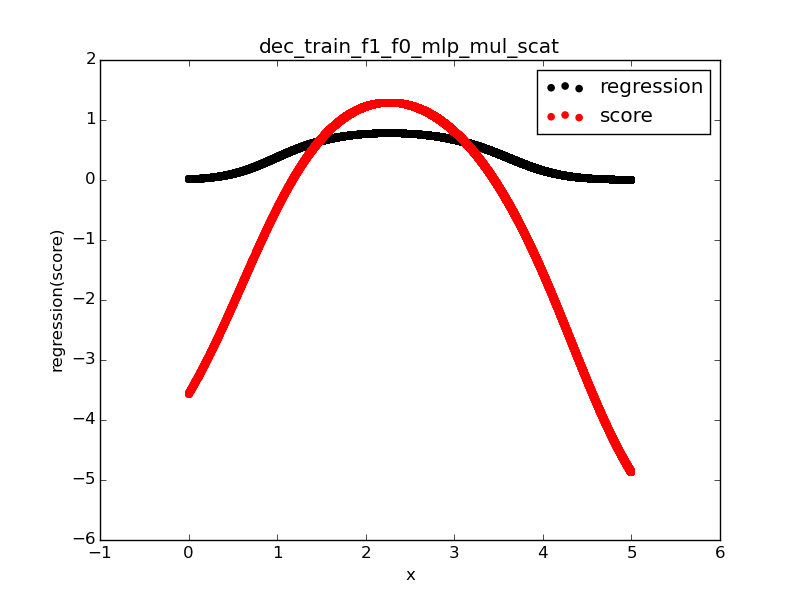 dec_train_f1_f0_mlp_mul_scat
regression
score
2
1
0
−1
−2
−3
−4
−5
−6
regression(score)
−1 0 1 2 3 4 5 6
x